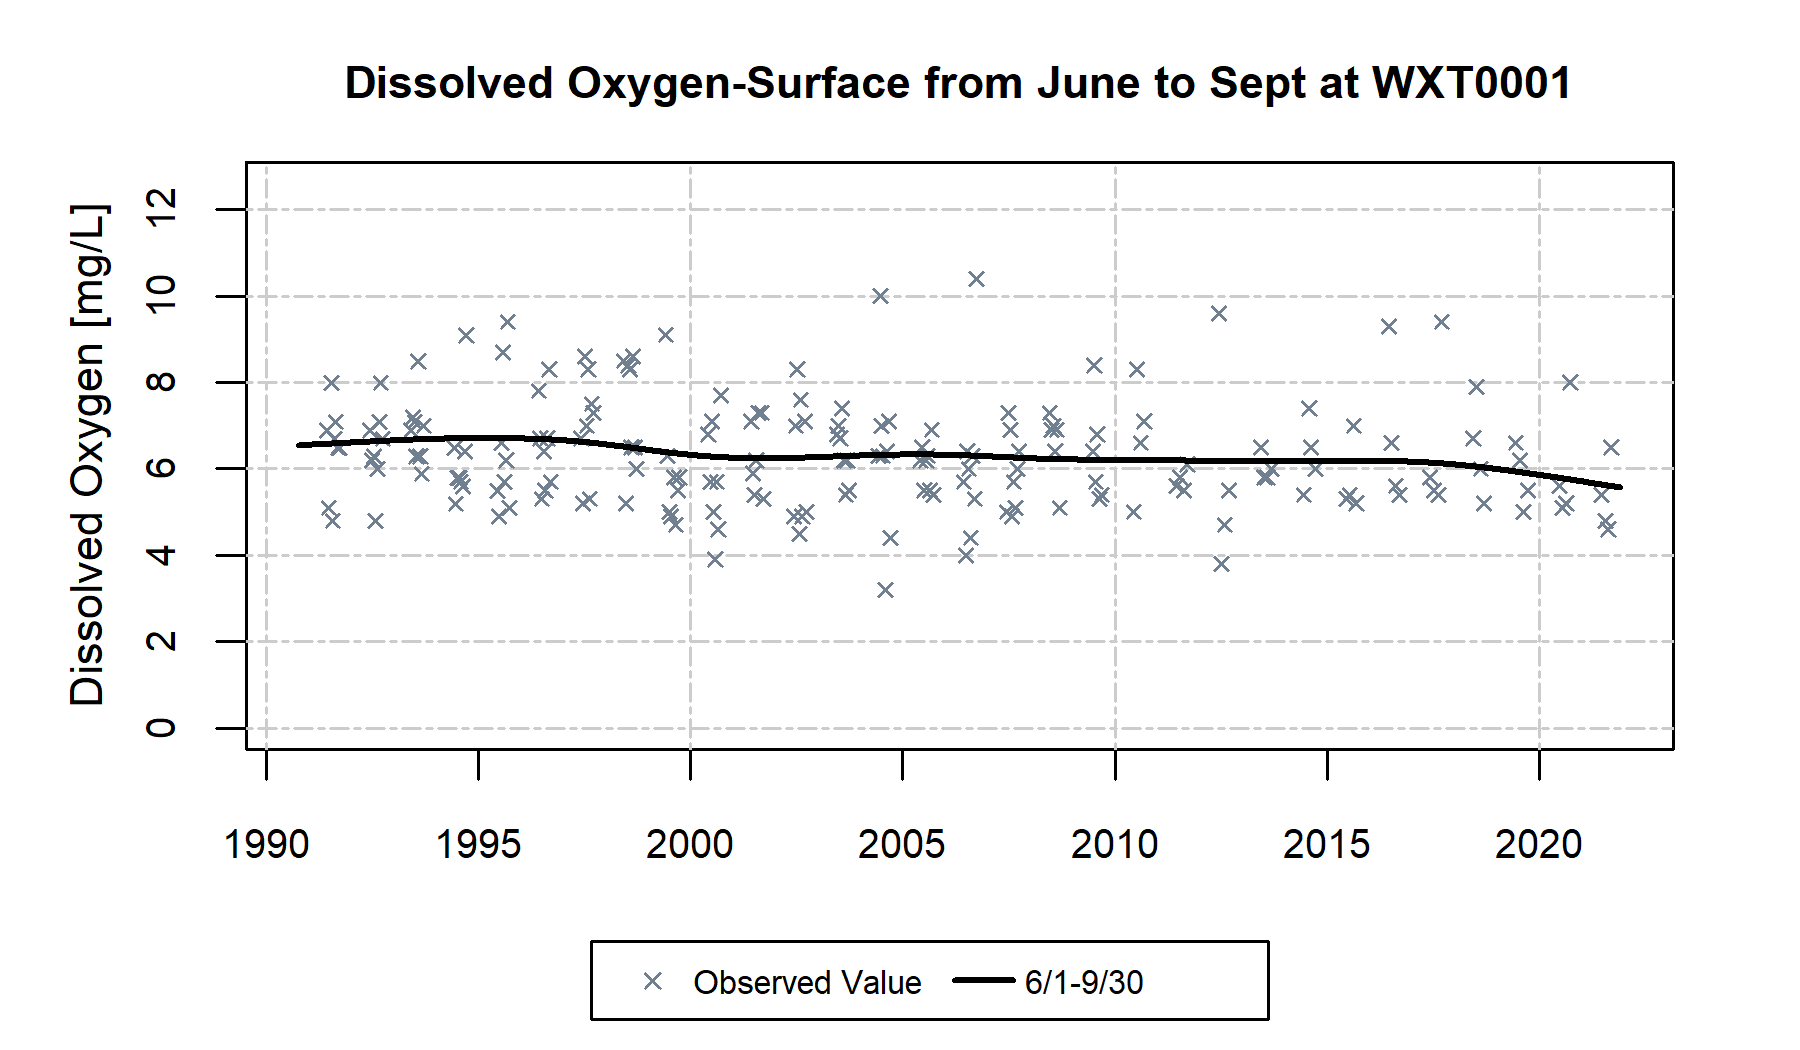 Dissolved Oxygen-Surface from June to Sept at WXT0001
Dissolved Oxygen [mg/L]
12
10
8
6
4
2
0
1990 1995 2000 2005 2010 2015 2020
Observed Value 6/1-9/30